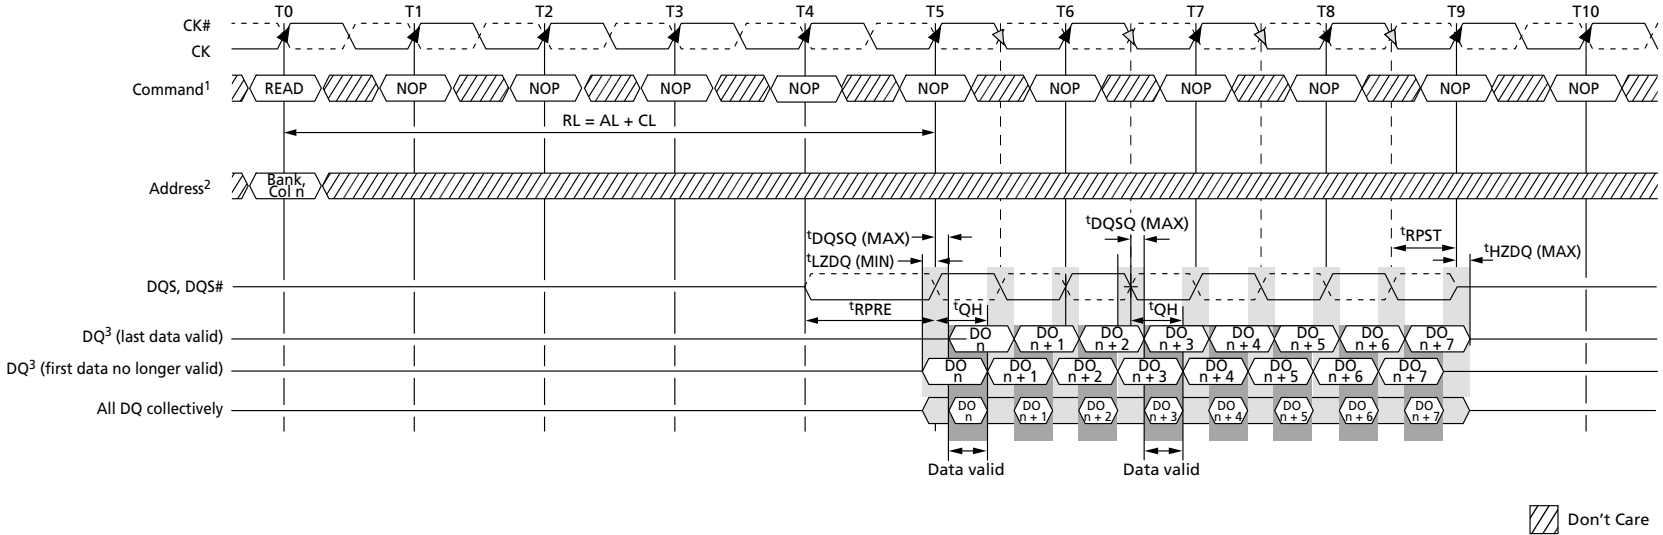 T0 T1 T2 T3 T4 T5 T6 T7 T8 T9 T10
CK#
CK
Command1 READ NOP NOP NOP NOP NOP NOP NOP NOP NOP NOP
RL = AL + CL
Address2 Bank,
Col n
tDQSQ (MAX) tDQSQ (MAX) tRPST
tLZDQ (MIN) tHZDQ (MAX)
DQS, DQS#
tRPRE tQH tQH
DQ3 (last data valid) DO DO DO DO DO DO DO DO
n n + 1 n + 2 n + 3 n + 4 n + 5 n + 6 n + 7
DQ3 (first data no longer valid) DO DO DO DO DO DO DO DO
n n + 1 n + 2 n + 3 n + 4 n + 5 n + 6 n + 7
All DQ collectively DO DO DO DO DO DO DO DO
n n + 1 n + 2 n + 3 n + 4 n + 5 n + 6 n + 7
Data valid Data valid
Don't Care